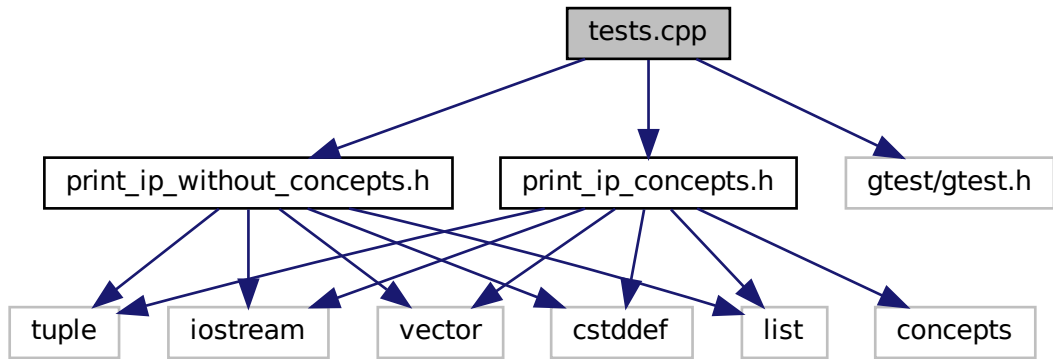 tests.cpp
print_ip_without_concepts.h
print_ip_concepts.h
gtest/gtest.h
tuple
iostream
vector
cstddef
list
concepts